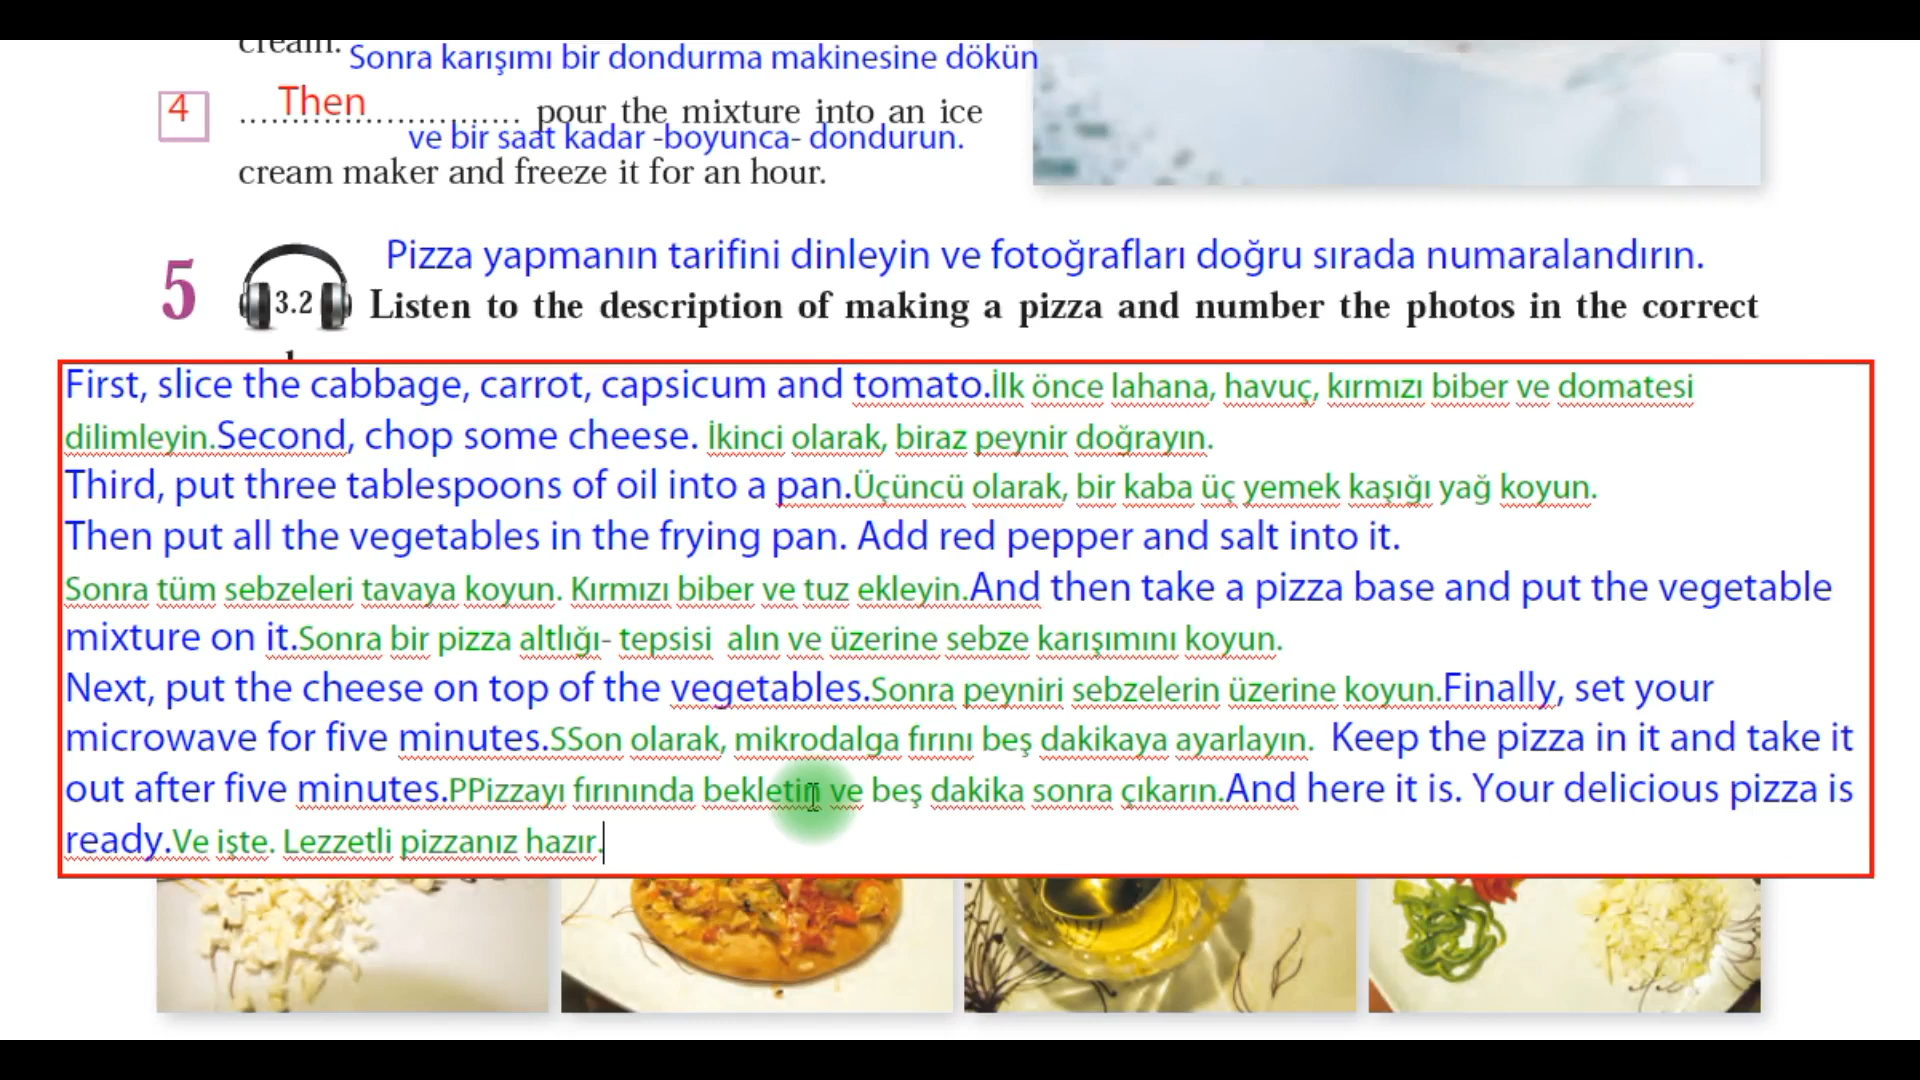 cream.
Sonra karışımı bir dondurma makinesine dökün
4 Then pour the mixture into an ice
ve bir saat kadar -boyunca- dondurun.
cream maker and freeze it for an hour.
Pizza yapmanın tarifini dinleyin ve fotoğrafları doğru sırada numaralandırın.
5 3.2 Listen to the description of making a pizza and number the photos in the correct
First, slice the cabbage, carrot, capsicum and tomato.İlk önce lahana, havuç, kırmızı biber ve domatesi
dilimleyin.Second, chop some cheese. İkinci olarak, biraz peynir doğrayın.
Third, put three tablespoons of oil into a pan.Üçüncü olarak, bir kaba üç yemek kaşığı yağ koyun.
Then put all the vegetables in the frying pan. Add red pepper and salt into it.
Sonra tüm sebzeleri tavaya koyun. Kırmızı biber ve tuz ekleyin.And then take a pizza base and put the vegetable
mixture on it.Sonra bir pizza altlığı- tepsisi alın ve üzerine sebze karışımını koyun.
Next, put the cheese on top of the vegetables.Sonra peyniri sebzelerin üzerine koyun.Finally, set your
microwave for five minutes.SSon olarak, mikrodalga fırını beş dakikaya ayarlayın. Keep the pizza in it and take it
out after five minutes.PPizzayı fırınında bekletin ve beş dakika sonra çıkarın.And here it is. Your delicious pizza is
ready.Ve işte. Lezzetli pizzanız hazır.